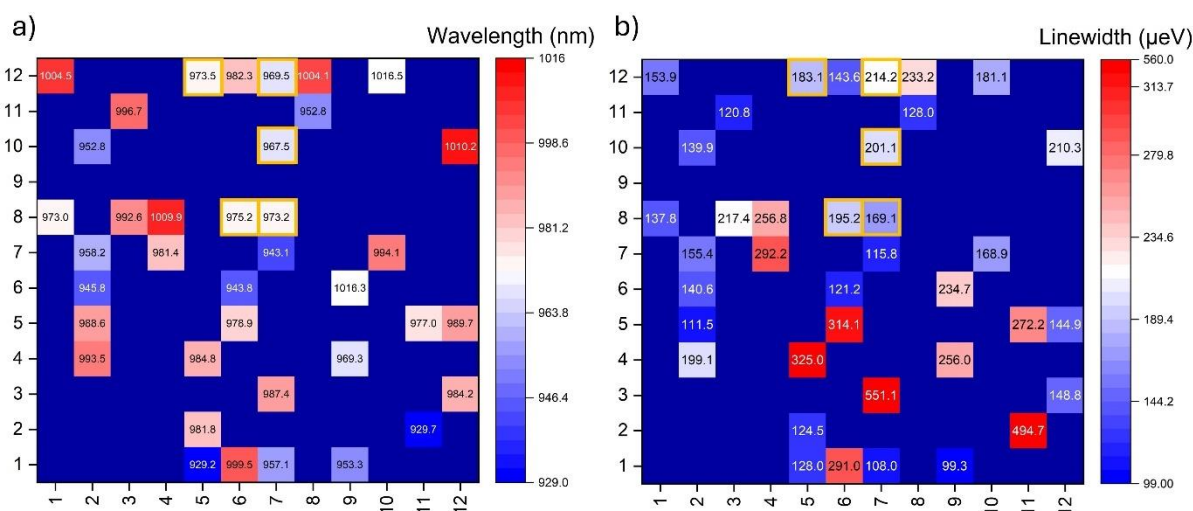 a)
Wavelength (nm)
12 1004.5 973.5 982.3 969.5 1004.1 1016.5
11 996.7 952.8
10 952.8 967.5 1010.2
9
8 973.0 992.6 1009.9 975.2 973.2
7 958.2 981.4 943.1 994.1
6 945.8 943.8 1016.3
5 988.6 978.9 977.0 989.7
4 993.5 984.8 969.3
3 987.4 984.2
2 981.8 929.7
1 929.2 999.5 957.1 953.3
1 2 3 4 5 6 7 8 9 10 11 12
1016
998.6
981.2
963.8
946.4
929.0
b)
Linewidth (µeV)
12 153.9 183.1 143.6 214.2 233.2 181.1
11 120.8 128.0
10 139.9 201.1 210.3
9
8 137.8 217.4 256.8 195.2 169.1
7 155.4 292.2 115.8 168.9
6 140.6 121.2 234.7
5 111.5 314.1 272.2 144.9
4 199.1 325.0 256.0
3 551.1 148.8
2 124.5 494.7
1 128.0 291.0 108.0 99.3
1 2 3 4 5 6 7 8 9 10 11 12
560.0
313.7
279.8
234.6
189.4
144.2
99.00